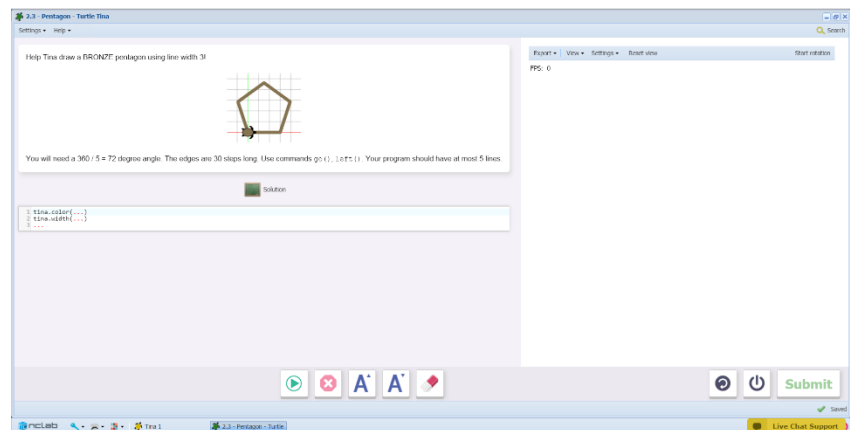 2.3 - Pentagon - Turtle Tina
Settings Help Search
Help Tina draw a BRONZE pentagon using line width 3!
You will need a 360 / 5 = 72 degree angle. The edges are 30 steps long. Use commands go(), left(). Your program should have at most 5 lines.
Solution
1 tina.color(...)
2 tina.width(...)
3 ...
Export View Settings Reset view Start rotation
FPS: 0
A A Submit
Saved
nclab Tina 1 2.3 - Pentagon - Turtle Live Chat Support